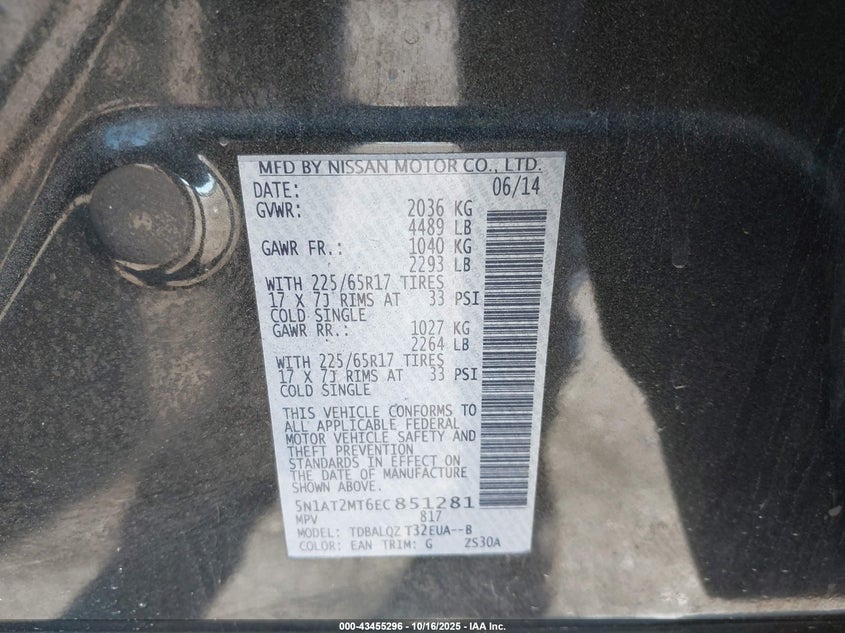 MFD BY NISSAN MOTOR CO., LTD.
DATE: 06/14
GVWR: 2036 KG
4489 LB
GAWR FR.: 1040 KG
2293 LB
WITH 225/65R17 TIRES
17 X 7J RIMS AT 33 PSI
COLD SINGLE
GAWR RR.: 1027 KG
2264 LB
WITH 225/65R17 TIRES
17 X 7J RIMS AT 33 PSI
COLD SINGLE
THIS VEHICLE CONFORMS TO
ALL APPLICABLE FEDERAL
MOTOR VEHICLE SAFETY AND
THEFT PREVENTION
STANDARDS IN EFFECT ON
THE DATE OF MANUFACTURE
SHOWN ABOVE.
5N1AT2MT6EC851281
MPV 817
MODEL: TDBALQZ T32EUA--B
COLOR: EAN TRIM: G ZS30A
000-43455296 - 10/16/2025 - IAA Inc.